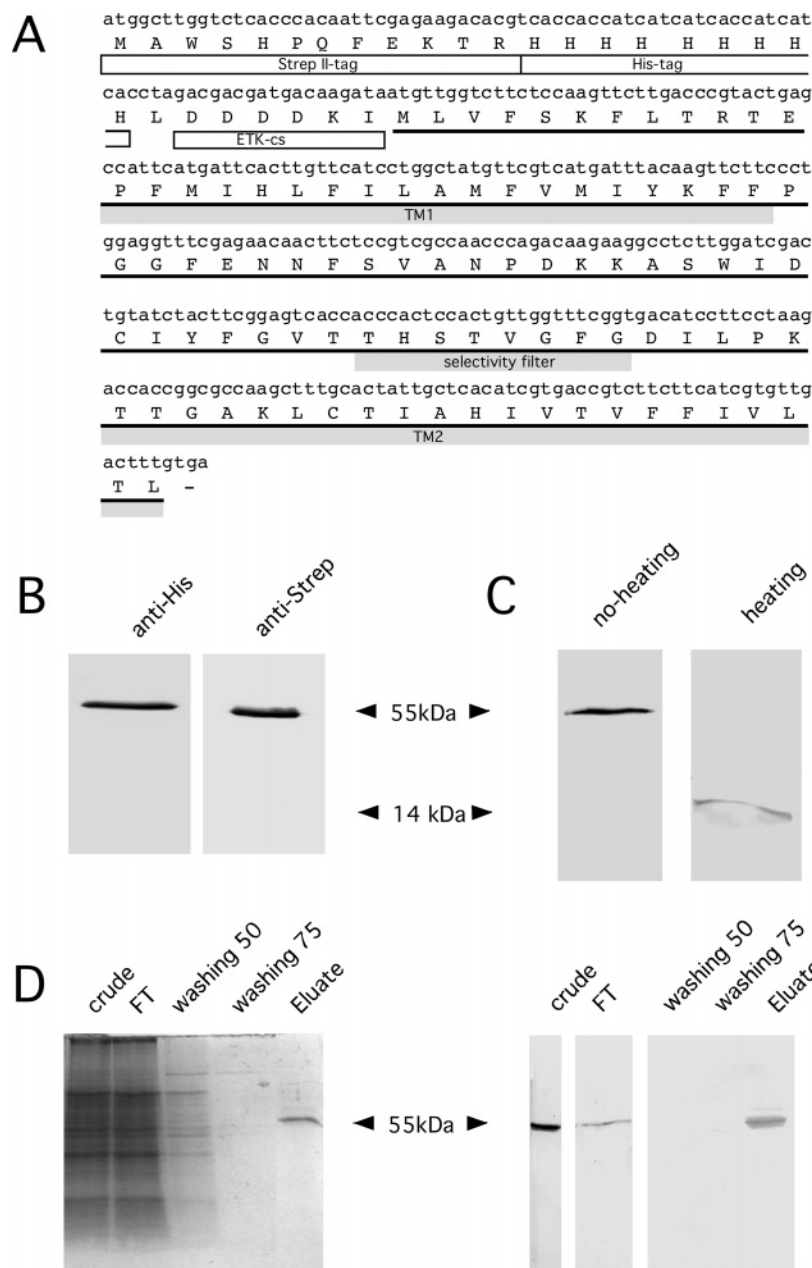 A
atggcttggtctcacccacaattcgagaagacacgtcaccaccatcatcatcaccatcat
M A W S H P Q F E K T R H H H H H H H H
Strep II-tag His-tag
cacctagacgacgatgacaagataatgttggtcttctccaagttcttgacccgtactgag
H L D D D D K I M L V F S K F L T R T E
ETK-cs
ccattcatgattcacttgttcatcctggctatgttcgtcatgatttacaagttcttccct
P F M I H L F I L A M F V M I Y K F F P
TM1
ggaggtttcgagaacaacttctccgtcgccaacccagacaagaaggcctcttggatcgac
G G F E N N F S V A N P D K K A S W I D
tgtatctacttcggagtcaccacccactccactgttggtttcggtgacatccttcctaag
C I Y F G V T T H S T V G F G D I L P K
selectivity filter
accaccggcgccaagctttgcactattgctcacatcgtgaccgtcttcttcatcgtgttg
T T G A K L C T I A H I V T V F F I V L
TM2
actttgtga
T L –
B
anti-His anti-Strep
C
no-heating heating
◄ 55kDa ►
◄ 14 kDa ►
D
crude FT washing 50 washing 75 Eluate
crude FT washing 50 washing 75 Eluate
◄ 55kDa ►